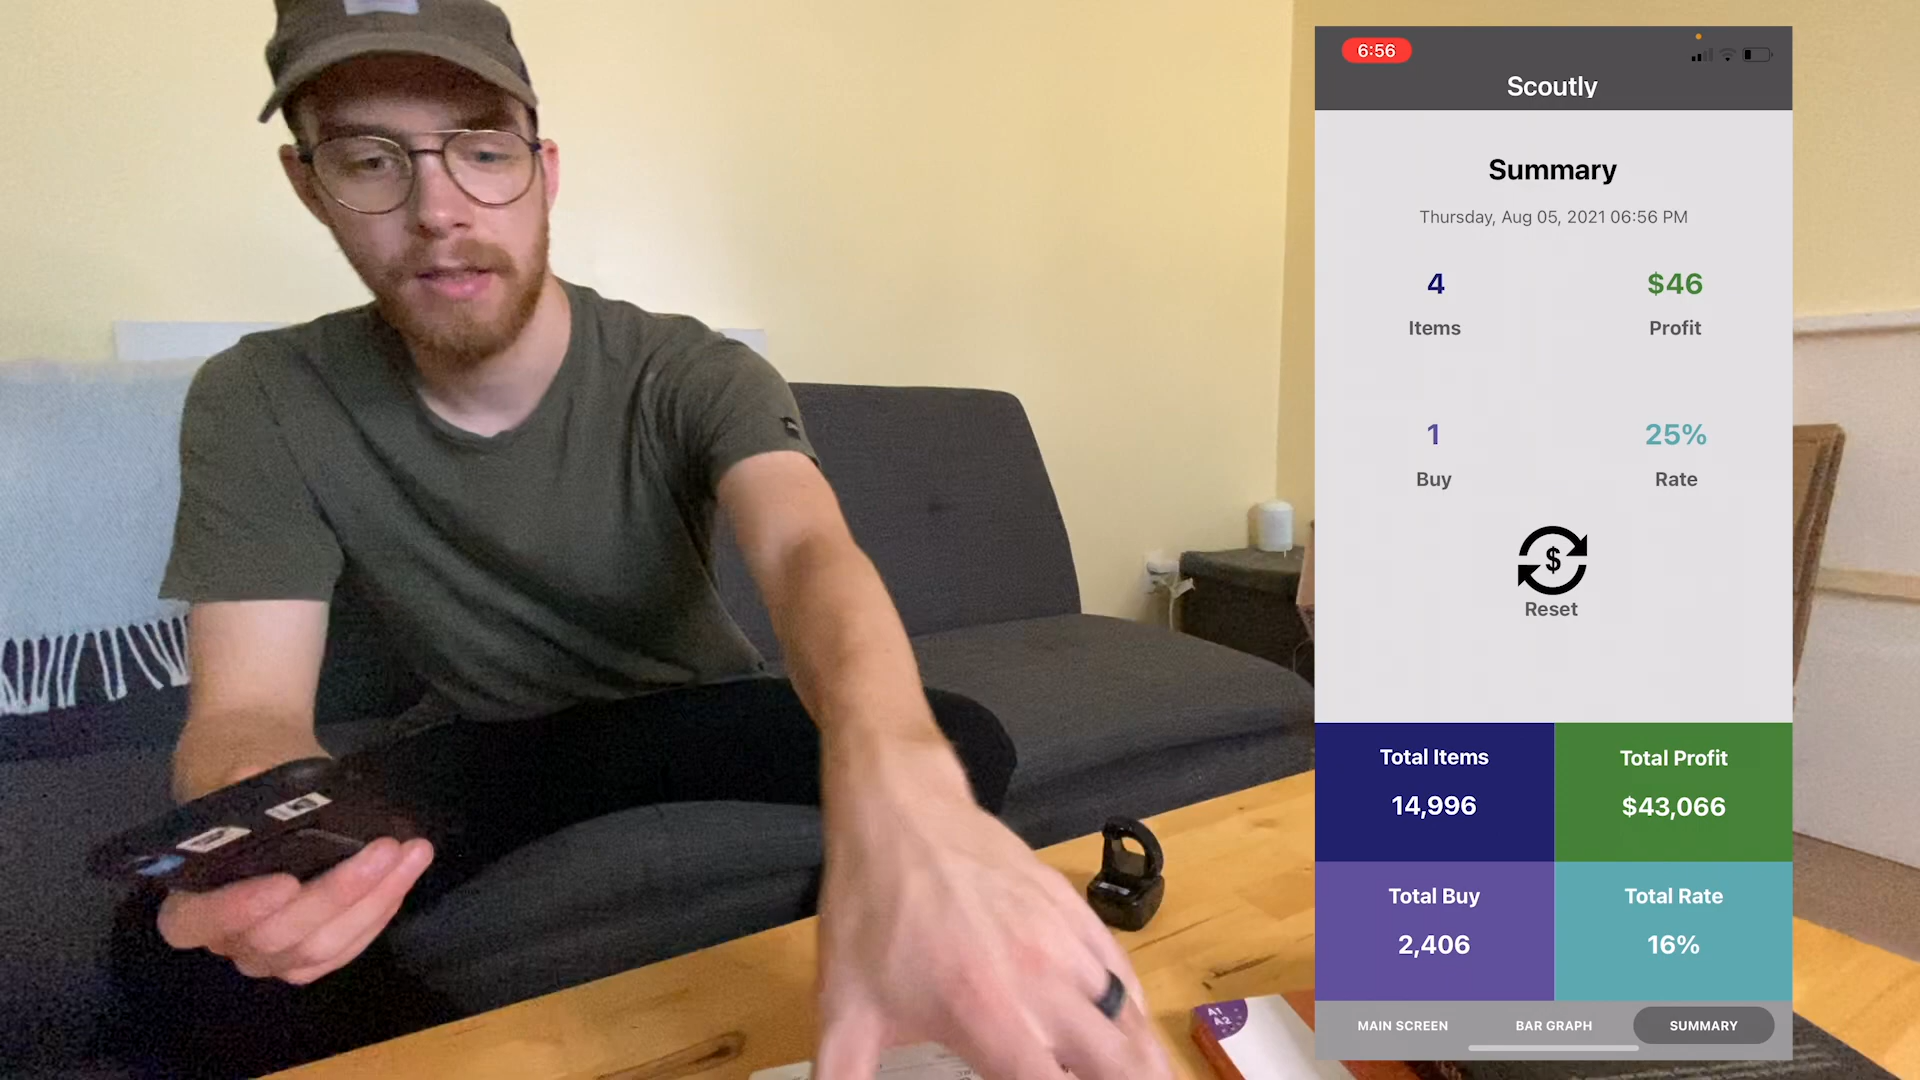 6:56
Scoutly
Summary
Thursday, Aug 05, 2021 06:56 PM
4
$46
Items
Profit
1
25%
Buy
Rate
$
Reset
Total Items
Total Profit
14,996
$43,066
Total Buy
Total Rate
2,406
16%
MAIN SCREEN
BAR GRAPH
SUMMARY
A1
A2